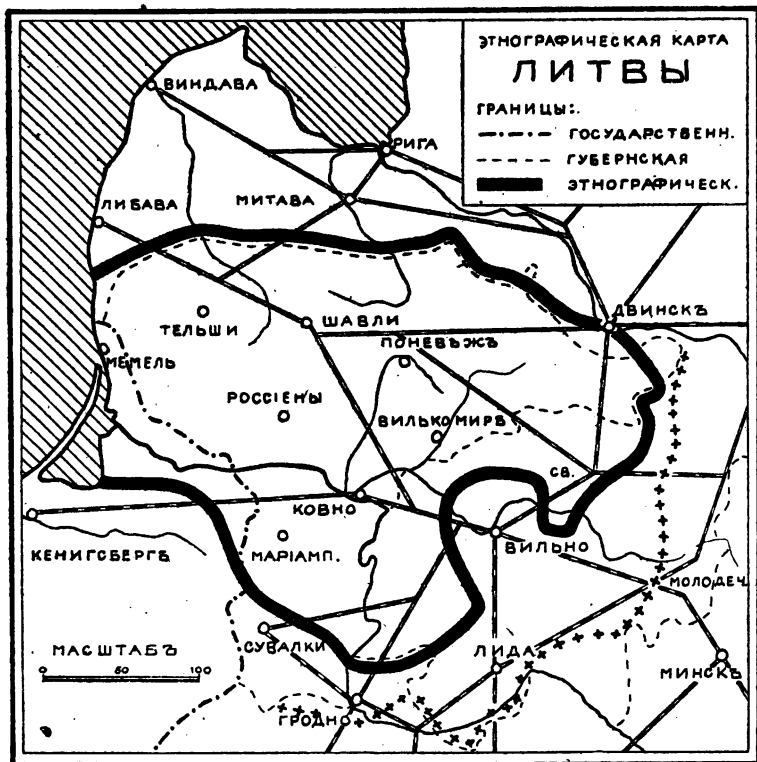 ЭТНОГРАФИЧЕСКАЯ КАРТА
ЛИТВЫ
ГРАНИЦЫ:.
ГОСУДАРСТВЕНН.
ГУБЕРНСКАЯ
ЭТНОГРАФИЧЕСК.
ВИНДАВА
РИГА
МИТАВА
ЛИБАВА
ДВИНСКЪ
ШАВЛИ
ТЕЛЬШИ
ПОНЕВѢЖЪ
МЕМЕЛЬ
РОССІЕНЫ
ВИЛЬКОМИРЪ
СВ.
КОВНО
ВИЛЬНО
КЕНИГСБЕРГЪ
МАРІАМП.
МОЛОДЕЧ.
СУВАЛКИ
ЛИДА
МИНСКЪ
МАСШТАБЪ
0 50 100
ГРОДНО